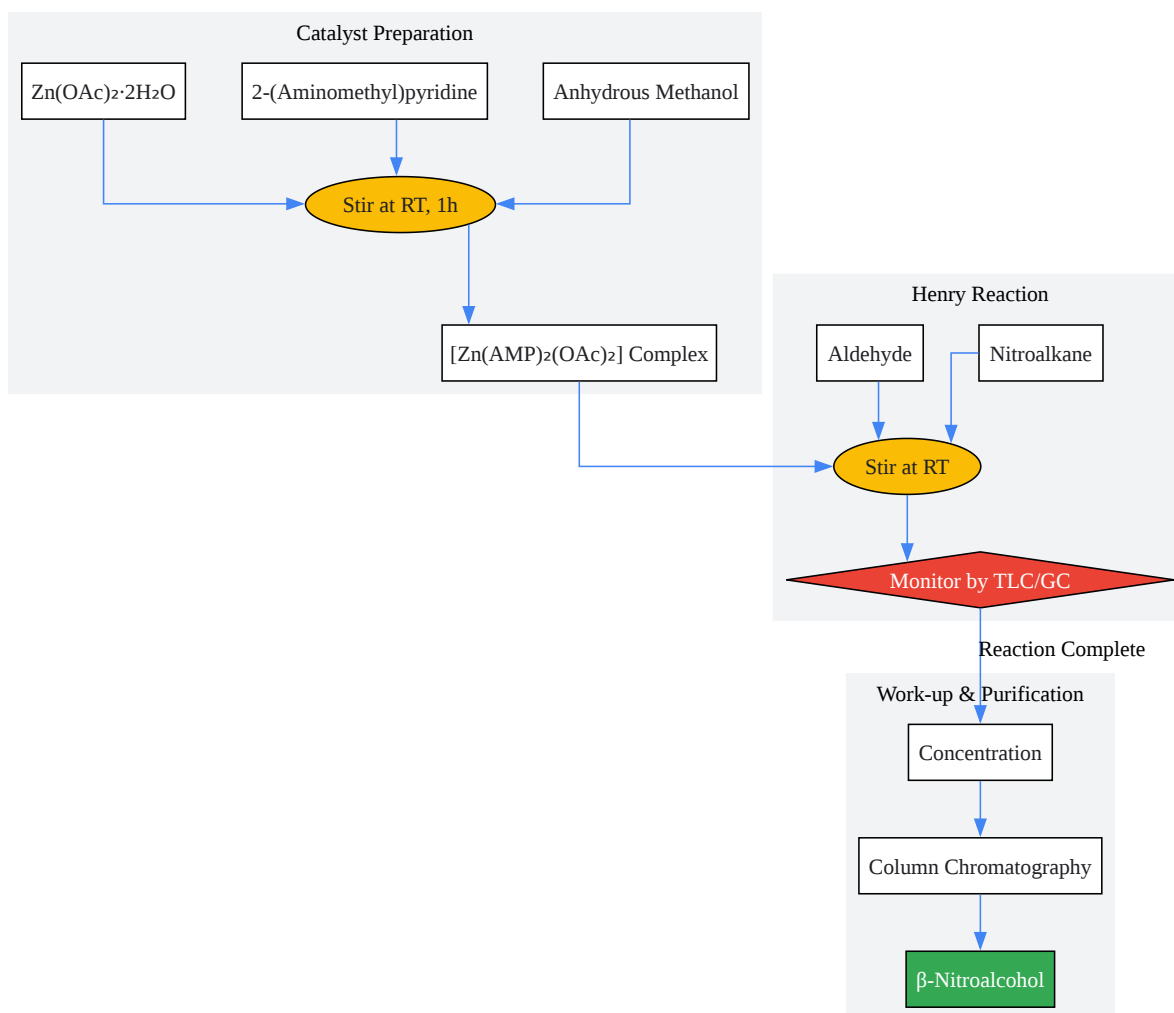 Catalyst Preparation
Zn(OAc)₂·2H₂O
2-(Aminomethyl)pyridine
Anhydrous Methanol
Stir at RT, 1h
[Zn(AMP)₂(OAc)₂] Complex
Henry Reaction
Aldehyde
Nitroalkane
Stir at RT
Monitor by TLC/GC
Reaction Complete
Work-up & Purification
Concentration
Column Chromatography
β-Nitroalcohol